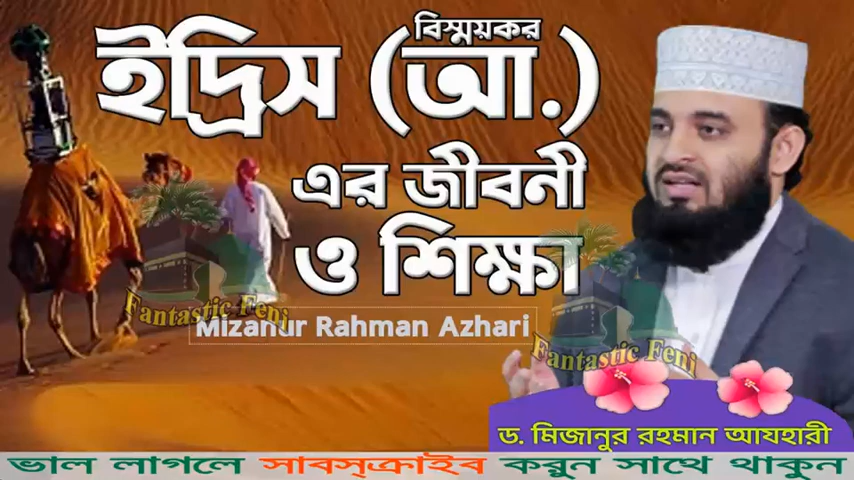 বিস্ময়কর
ইদ্রিস (আ.)
এর জীবনী
ও শিক্ষা
Fantastic Feni
Mizanur Rahman Azhari
Fantastic Feni
ড. মিজানুর রহমান আযহারী
ভাল লাগলে সাবস্ক্রাইব করুন সাথে থাকুন